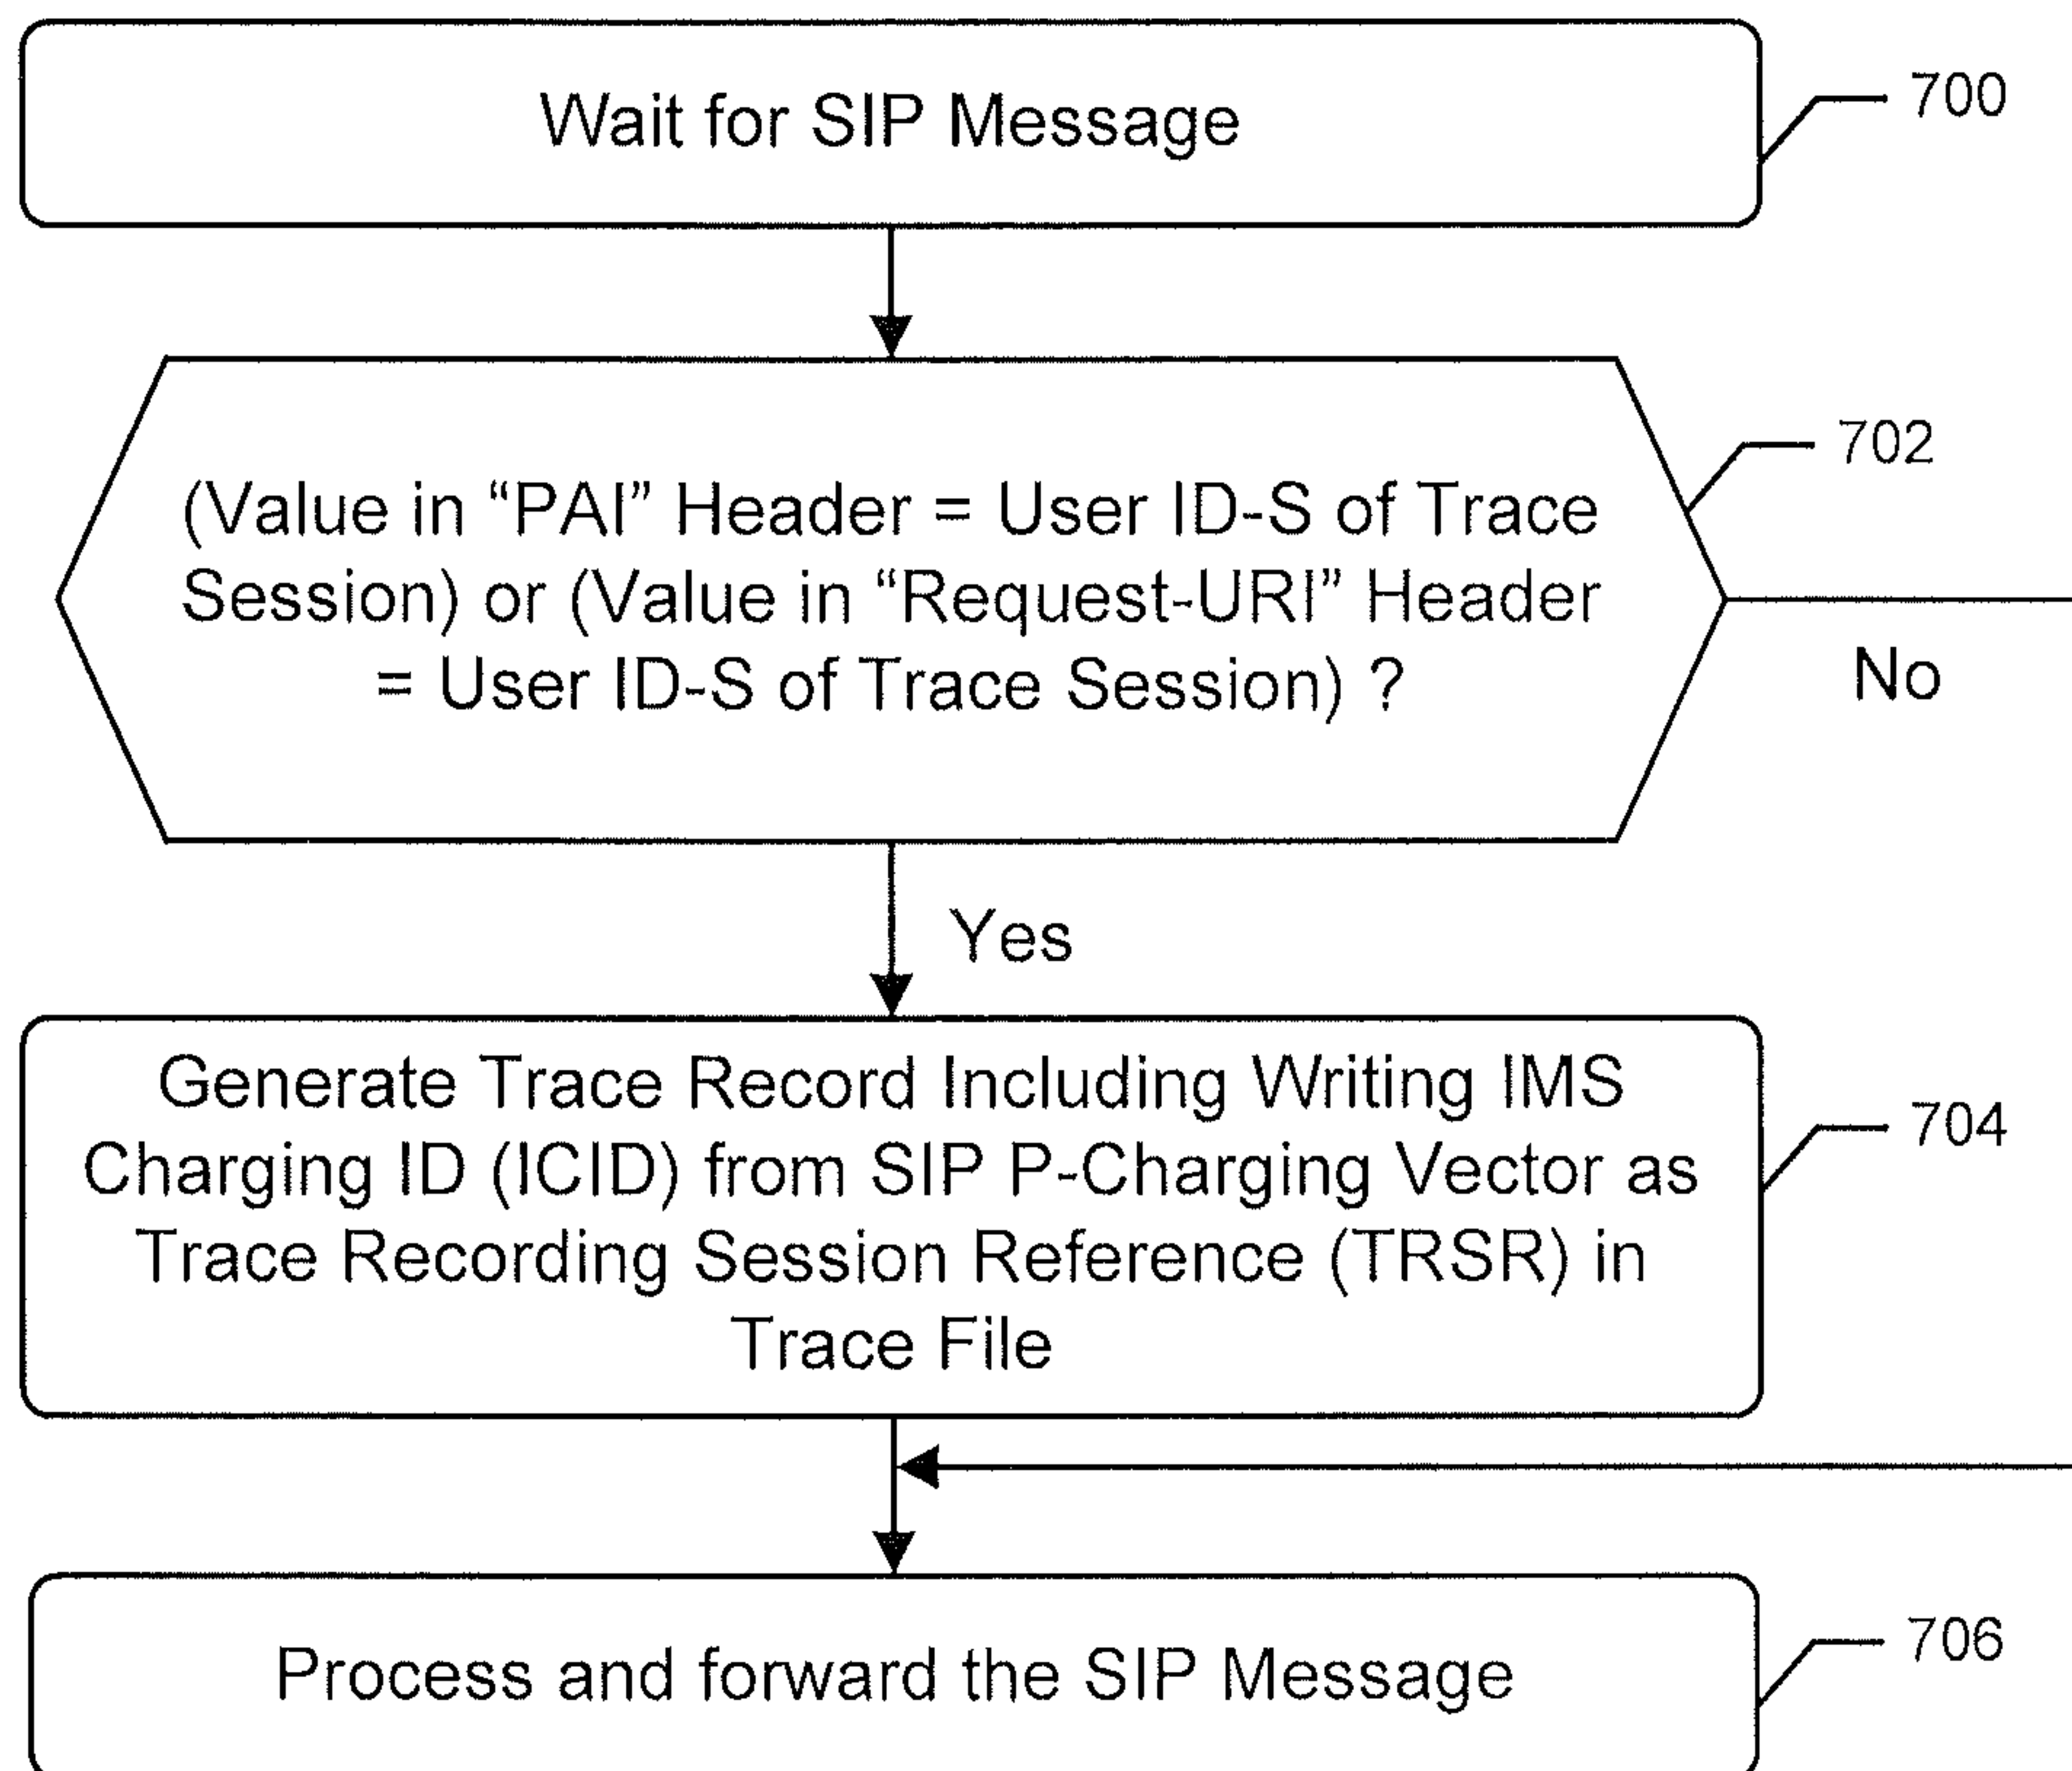 Wait for SIP Message
700
702
(Value in “PAI” Header = User ID-S of Trace
Session) or (Value in “Request-URI” Header
= User ID-S of Trace Session) ?
No
Yes
Generate Trace Record Including Writing IMS
Charging ID (ICID) from SIP P-Charging Vector as
Trace Recording Session Reference (TRSR) in
Trace File
704
Process and forward the SIP Message
706